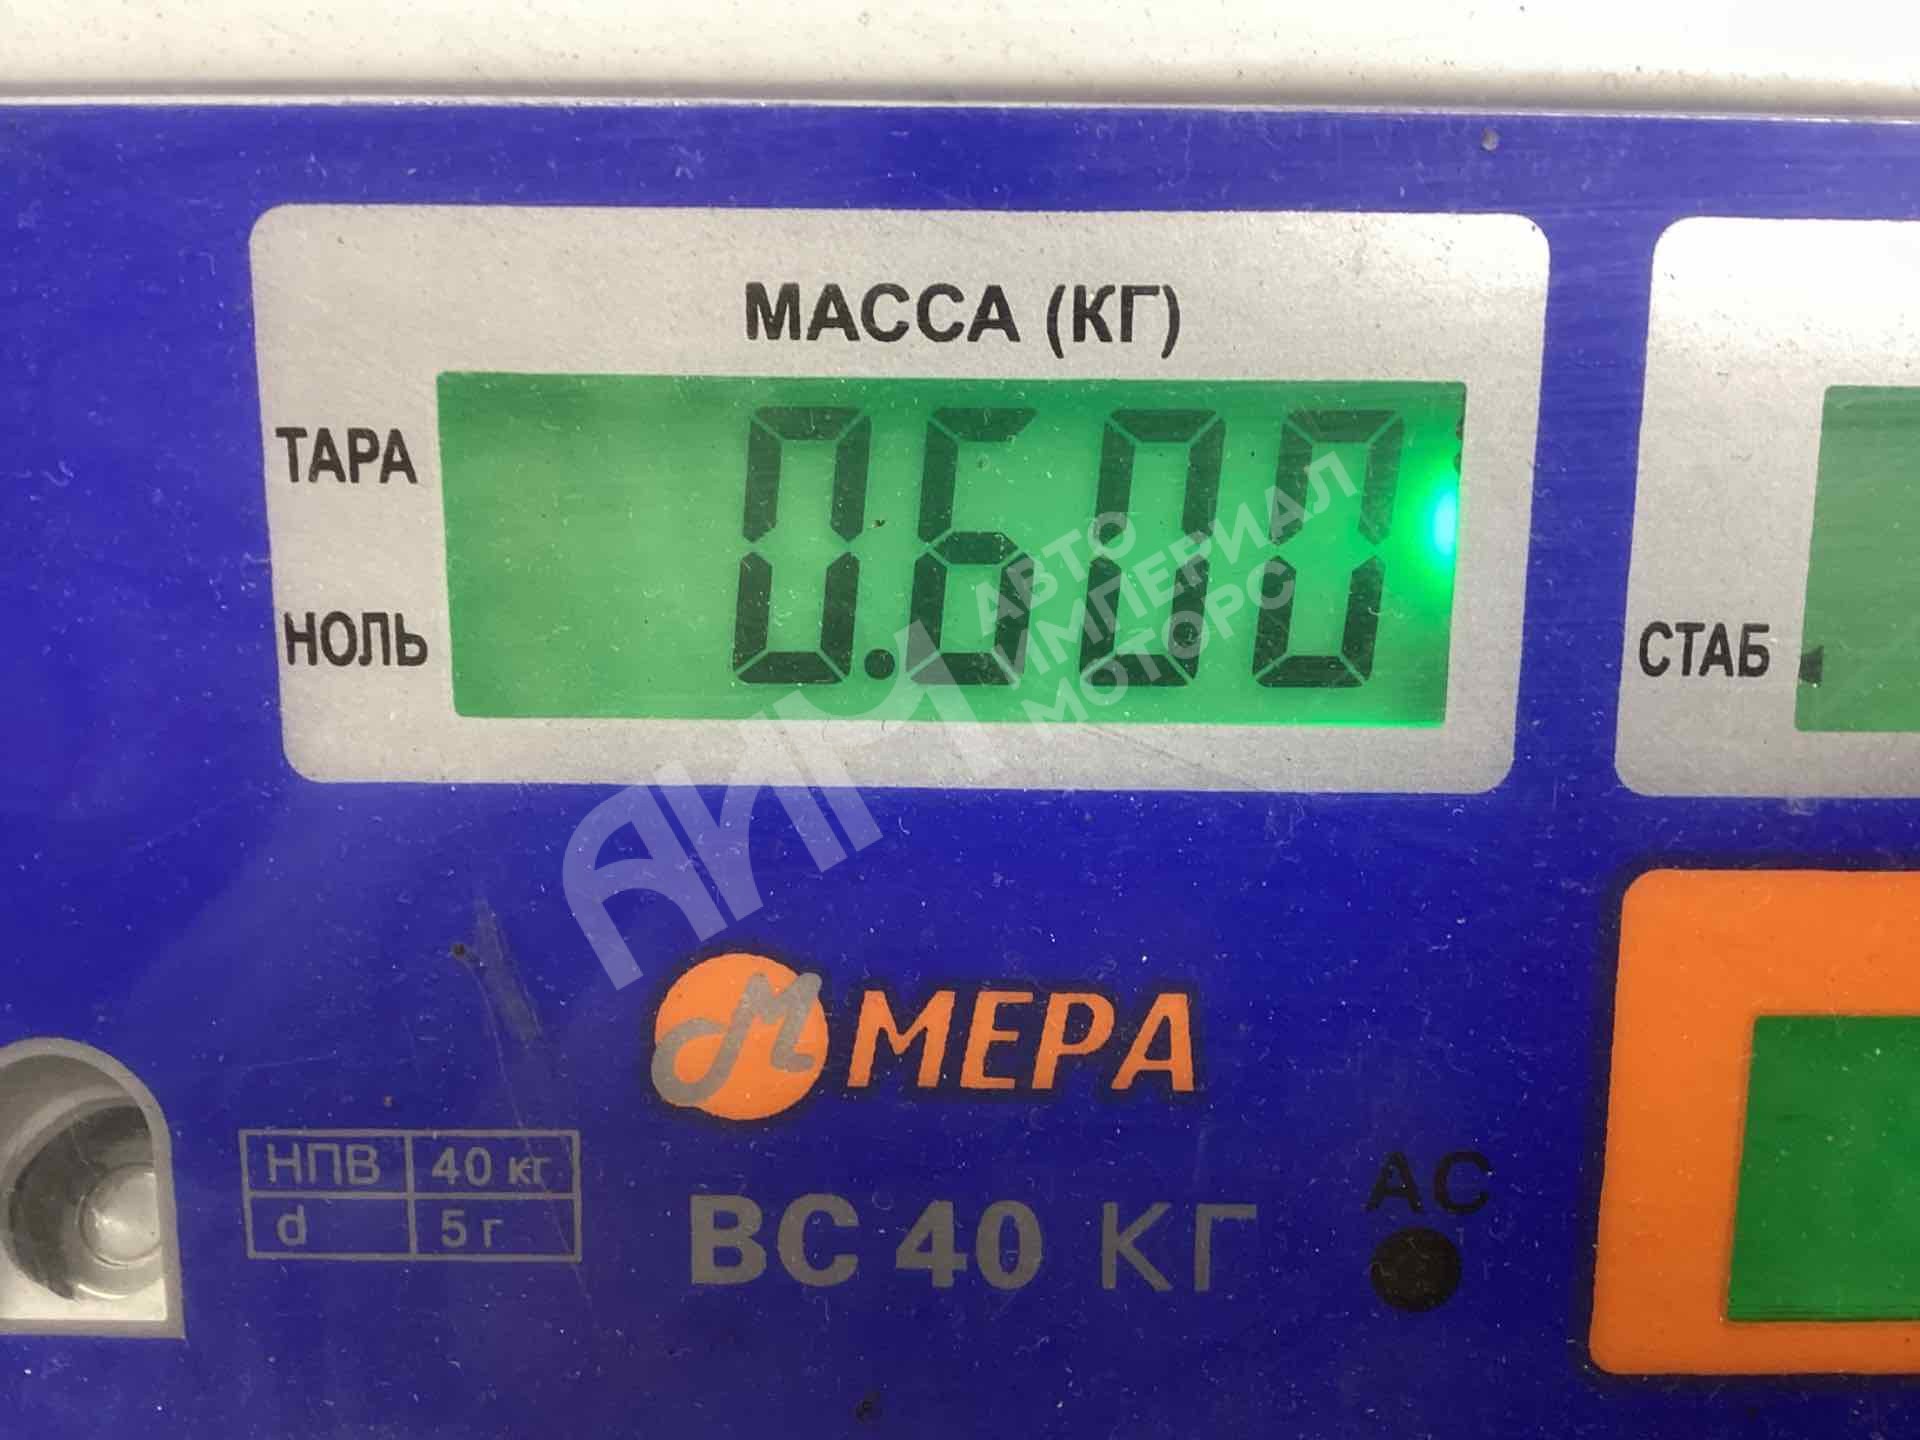 МАССА (КГ)
ТАРА
0.600
НОЛЬ
СТАБ
АИМ
АВТО
ИМПЕРИАЛ
МОТОРС
М МЕРА
НПВ 40 кг
d 5 г
ВС 40 КГ
АС